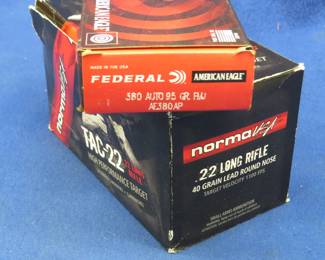 MADE IN THE USA
FEDERAL AMERICAN EAGLE
380 AUTO 95 GR. FMJ
AE380AP
TAC-22
HIGH PERFORMANCE TARGET
norma USA
.22 LONG RIFLE
40 GRAIN LEAD ROUND NOSE
TARGET VELOCITY 1100 FPS
SMALL ARMS AMMUNITION